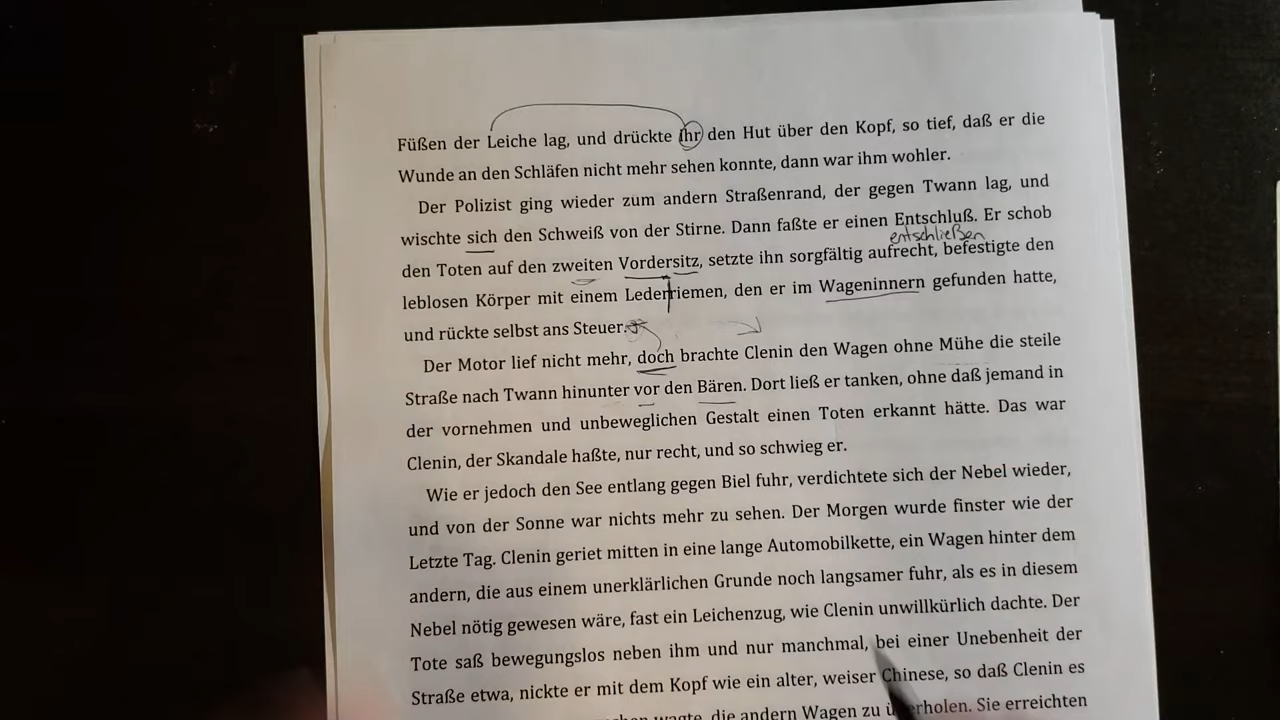 Füßen der Leiche lag, und drückte ihr den Hut über den Kopf, so tief, daß er die
Wunde an den Schläfen nicht mehr sehen konnte, dann war ihm wohler.
Der Polizist ging wieder zum andern Straßenrand, der gegen Twann lag, und
wischte sich den Schweiß von der Stirne. Dann faßte er einen Entschluß. Er schob
entschließen
den Toten auf den zweiten Vordersitz, setzte ihn sorgfältig aufrecht, befestigte den
leblosen Körper mit einem Lederriemen, den er im Wageninnern gefunden hatte,
und rückte selbst ans Steuer.
Der Motor lief nicht mehr, doch brachte Clenin den Wagen ohne Mühe die steile
Straße nach Twann hinunter vor den Bären. Dort ließ er tanken, ohne daß jemand in
der vornehmen und unbeweglichen Gestalt einen Toten erkannt hätte. Das war
Clenin, der Skandale haßte, nur recht, und so schwieg er.
Wie er jedoch den See entlang gegen Biel fuhr, verdichtete sich der Nebel wieder,
und von der Sonne war nichts mehr zu sehen. Der Morgen wurde finster wie der
Letzte Tag. Clenin geriet mitten in eine lange Automobilkette, ein Wagen hinter dem
andern, die aus einem unerklärlichen Grunde noch langsamer fuhr, als es in diesem
Nebel nötig gewesen wäre, fast ein Leichenzug, wie Clenin unwillkürlich dachte. Der
Tote saß bewegungslos neben ihm und nur manchmal, bei einer Unebenheit der
Straße etwa, nickte er mit dem Kopf wie ein alter, weiser Chinese, so daß Clenin es
wagte, die andern Wagen zu überholen. Sie erreichten